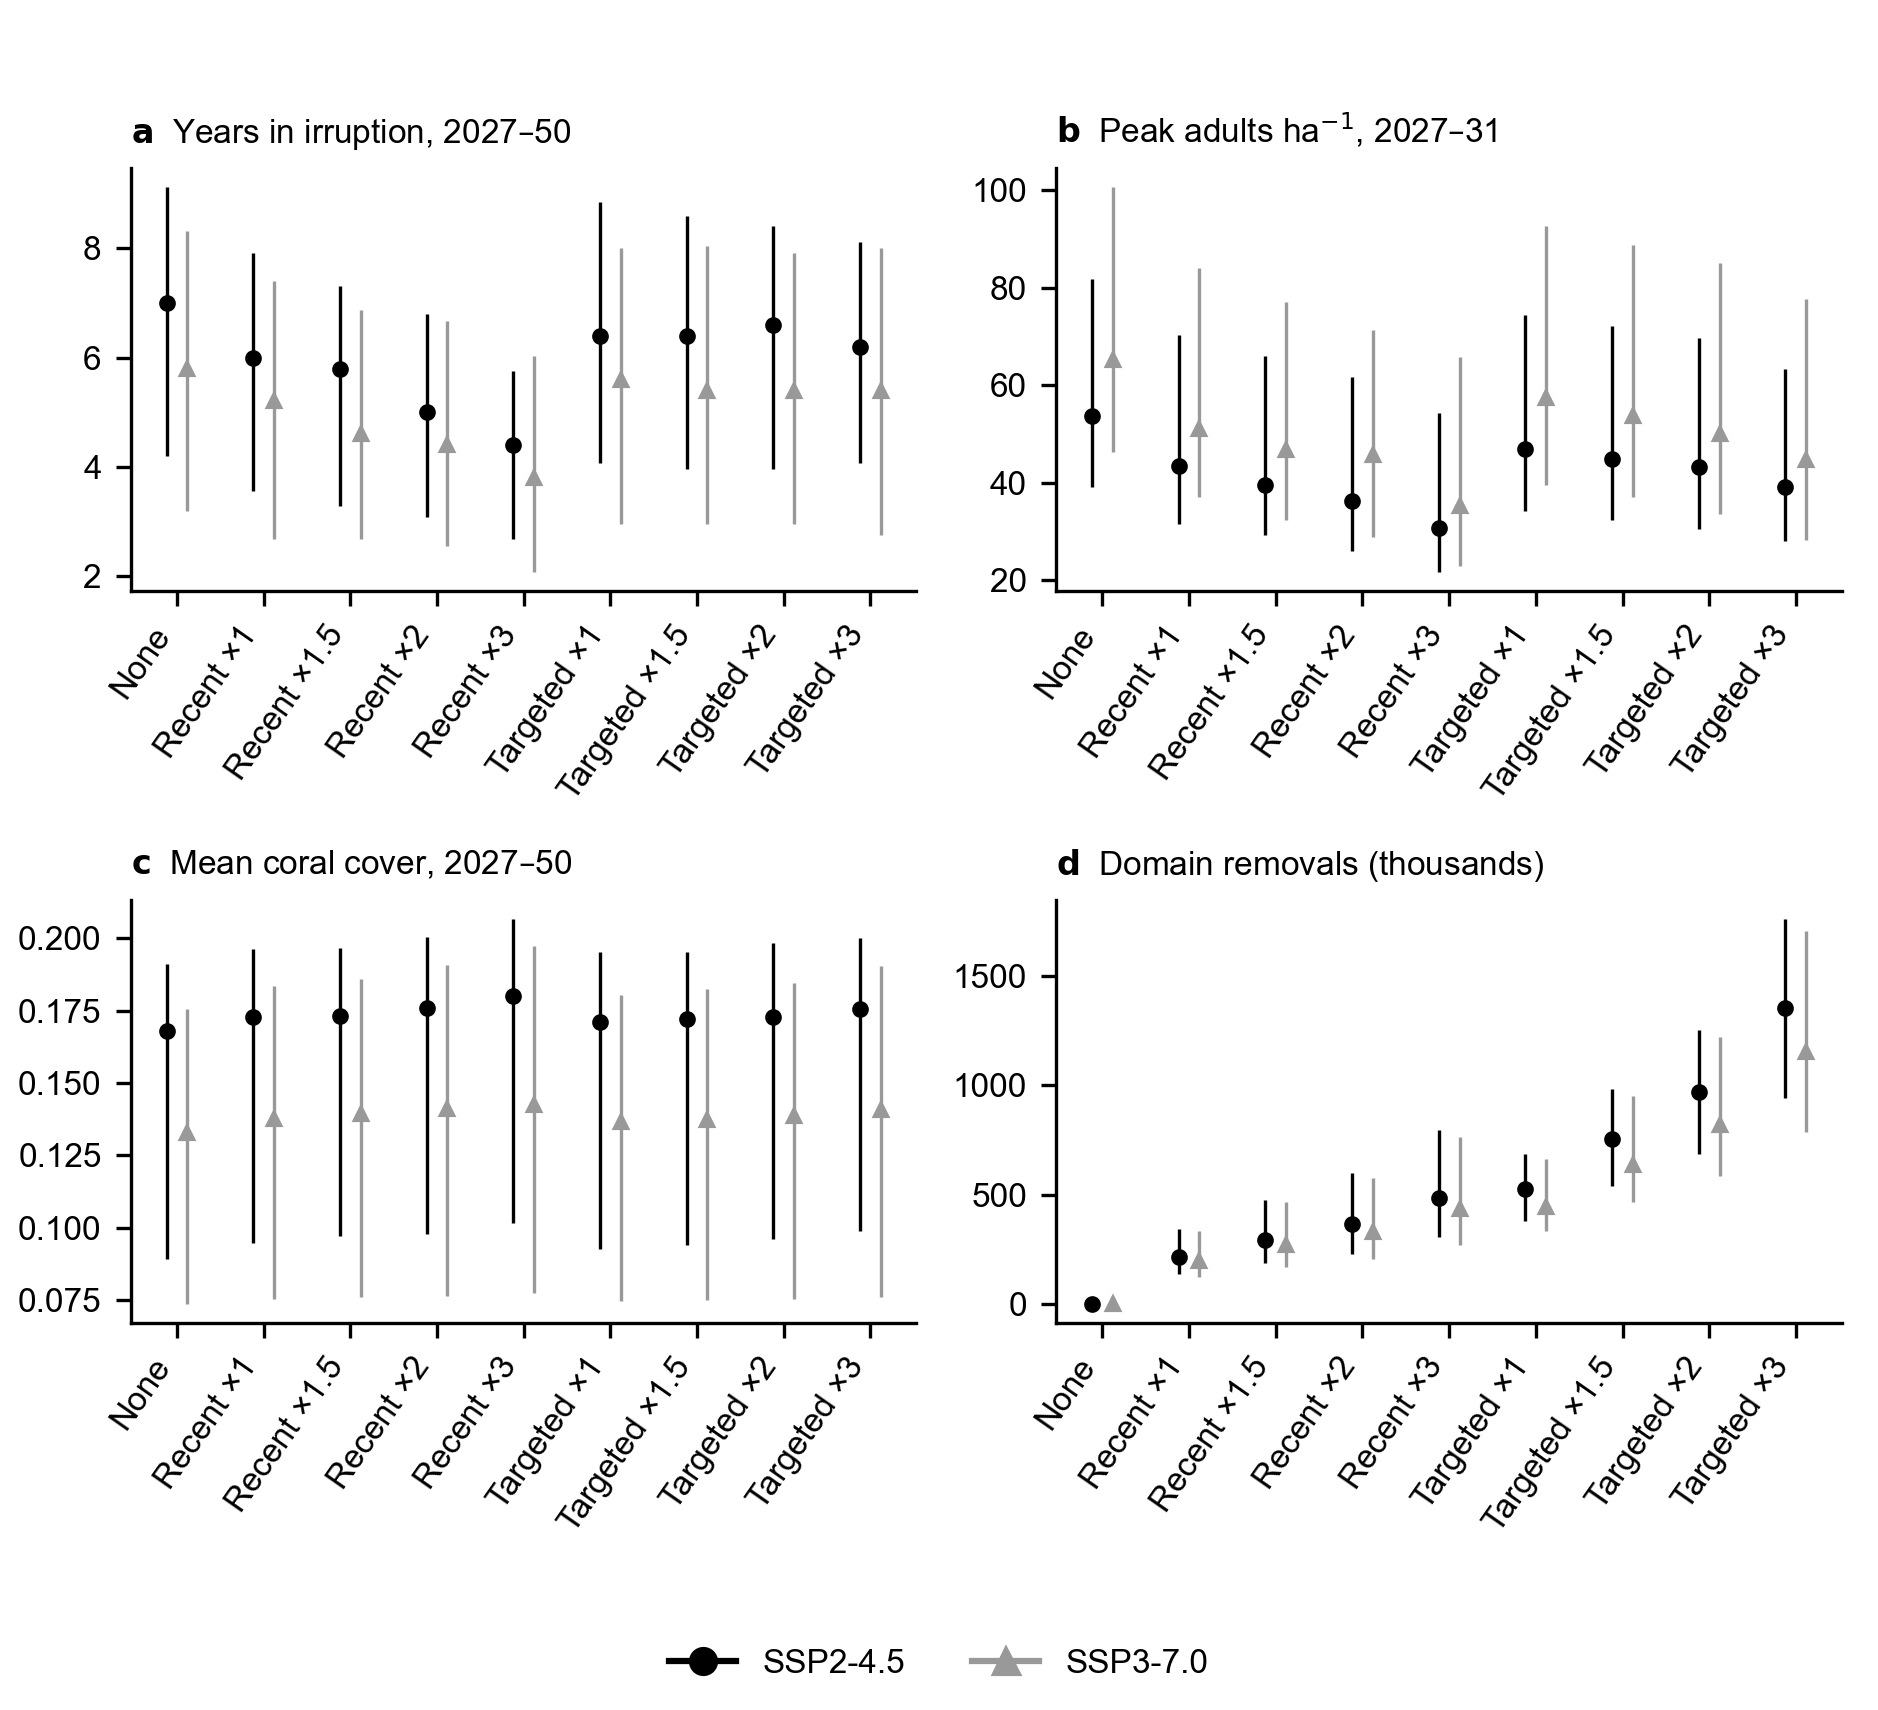 a Years in irruption, 2027–50
8
6
4
2
None
Recent ×1
Recent ×1.5
Recent ×2
Recent ×3
Targeted ×1
Targeted ×1.5
Targeted ×2
Targeted ×3
b Peak adults ha⁻¹, 2027–31
100
80
60
40
20
None
Recent ×1
Recent ×1.5
Recent ×2
Recent ×3
Targeted ×1
Targeted ×1.5
Targeted ×2
Targeted ×3
c Mean coral cover, 2027–50
0.200
0.175
0.150
0.125
0.100
0.075
None
Recent ×1
Recent ×1.5
Recent ×2
Recent ×3
Targeted ×1
Targeted ×1.5
Targeted ×2
Targeted ×3
d Domain removals (thousands)
1500
1000
500
0
None
Recent ×1
Recent ×1.5
Recent ×2
Recent ×3
Targeted ×1
Targeted ×1.5
Targeted ×2
Targeted ×3
SSP2-4.5
SSP3-7.0